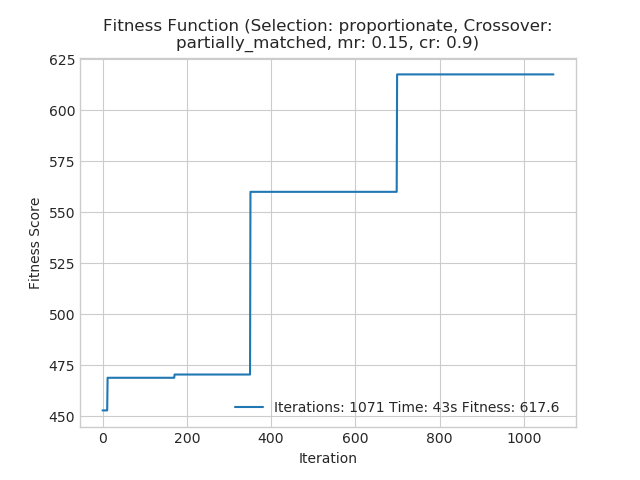 Fitness Function (Selection: proportionate, Crossover:
partially_matched, mr: 0.15, cr: 0.9)
625
600
575
550
525
500
475
450
Fitness Score
Iterations: 1071 Time: 43s Fitness: 617.6
0 200 400 600 800 1000
Iteration